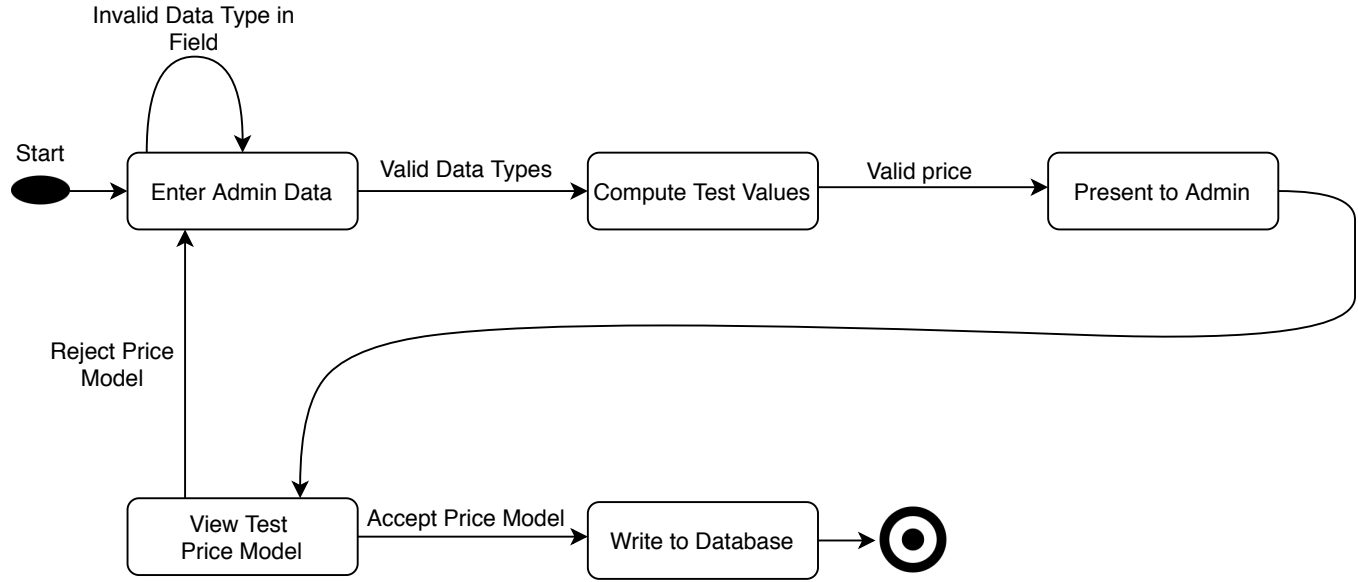 Invalid Data Type in
Field
Start
Enter Admin Data
Valid Data Types
Compute Test Values
Valid price
Present to Admin
Reject Price
Model
View Test
Price Model
Accept Price Model
Write to Database